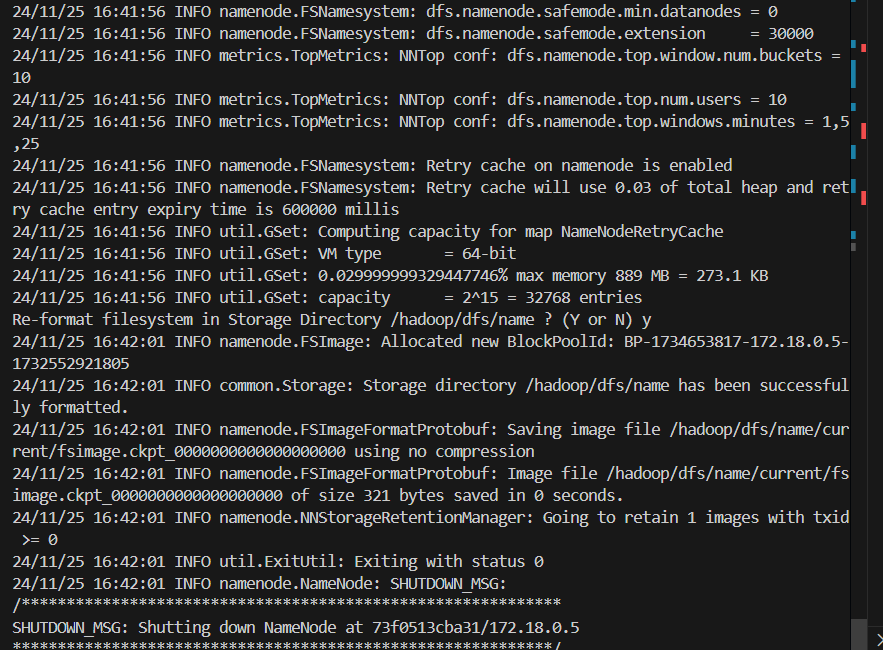 24/11/25 16:41:56 INFO namenode.FSNamesystem: dfs.namenode.safemode.min.datanodes = 0
24/11/25 16:41:56 INFO namenode.FSNamesystem: dfs.namenode.safemode.extension     = 30000
24/11/25 16:41:56 INFO metrics.TopMetrics: NNTop conf: dfs.namenode.top.window.num.buckets =
10
24/11/25 16:41:56 INFO metrics.TopMetrics: NNTop conf: dfs.namenode.top.num.users = 10
24/11/25 16:41:56 INFO metrics.TopMetrics: NNTop conf: dfs.namenode.top.windows.minutes = 1,5
,25
24/11/25 16:41:56 INFO namenode.FSNamesystem: Retry cache on namenode is enabled
24/11/25 16:41:56 INFO namenode.FSNamesystem: Retry cache will use 0.03 of total heap and ret
ry cache entry expiry time is 600000 millis
24/11/25 16:41:56 INFO util.GSet: Computing capacity for map NameNodeRetryCache
24/11/25 16:41:56 INFO util.GSet: VM type       = 64-bit
24/11/25 16:41:56 INFO util.GSet: 0.029999999329447746% max memory 889 MB = 273.1 KB
24/11/25 16:41:56 INFO util.GSet: capacity      = 2^15 = 32768 entries
Re-format filesystem in Storage Directory /hadoop/dfs/name ? (Y or N) y
24/11/25 16:42:01 INFO namenode.FSImage: Allocated new BlockPoolId: BP-1734653817-172.18.0.5-
1732552921805
24/11/25 16:42:01 INFO common.Storage: Storage directory /hadoop/dfs/name has been successful
ly formatted.
24/11/25 16:42:01 INFO namenode.FSImageFormatProtobuf: Saving image file /hadoop/dfs/name/cur
rent/fsimage.ckpt_0000000000000000000 using no compression
24/11/25 16:42:01 INFO namenode.FSImageFormatProtobuf: Image file /hadoop/dfs/name/current/fs
image.ckpt_0000000000000000000 of size 321 bytes saved in 0 seconds.
24/11/25 16:42:01 INFO namenode.NNStorageRetentionManager: Going to retain 1 images with txid
 >= 0
24/11/25 16:42:01 INFO util.ExitUtil: Exiting with status 0
24/11/25 16:42:01 INFO namenode.NameNode: SHUTDOWN_MSG:
/************************************************************
SHUTDOWN_MSG: Shutting down NameNode at 73f0513cba31/172.18.0.5
************************************************************/